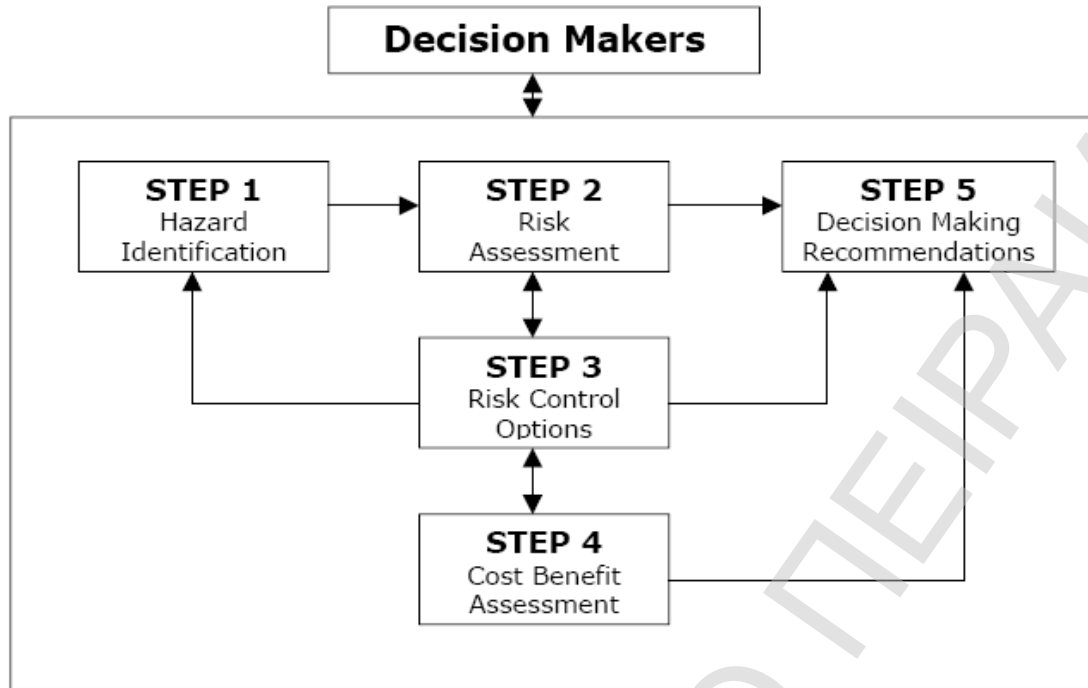 Decision Makers
STEP 1
Hazard
Identification
STEP 2
Risk
Assessment
STEP 5
Decision Making
Recommendations
STEP 3
Risk Control
Options
STEP 4
Cost Benefit
Assessment
ΠΕΙΡΑΙ